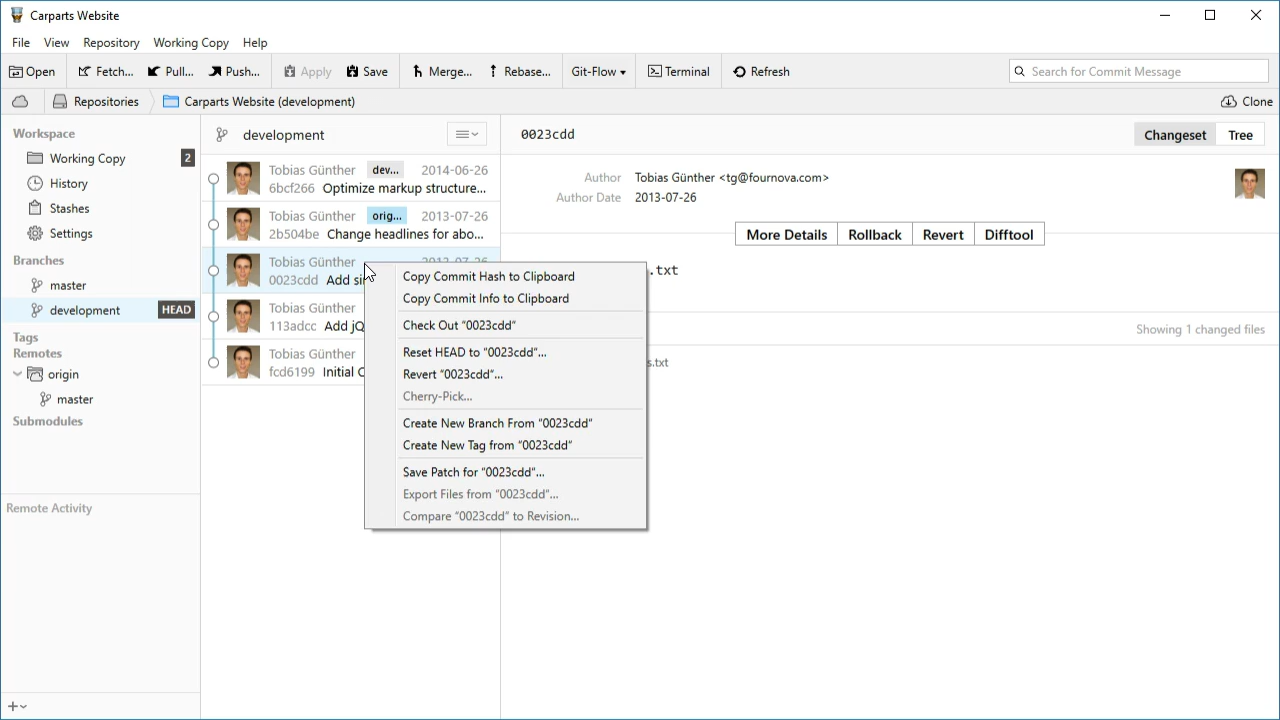 Carparts Website
File View Repository Working Copy Help
Open Fetch... Pull... Push... Apply Save Merge... Rebase... Git-Flow Terminal Refresh Search for Commit Message
Repositories Carparts Website (development) Clone
Workspace
Working Copy 2
History
Stashes
Settings
Branches
master
development HEAD
Tags
Remotes
origin
master
Submodules
Remote Activity
development
Tobias Günther dev... 2014-06-26
6bcf266 Optimize markup structure...
Tobias Günther orig... 2013-07-26
2b504be Change headlines for abo...
Tobias Günther 2013-07-26
0023cdd Add si
Tobias Günther
113adcc Add jQ
Tobias Günther
fcd6199 Initial C
Copy Commit Hash to Clipboard
Copy Commit Info to Clipboard
Check Out "0023cdd"
Reset HEAD to "0023cdd"...
Revert "0023cdd"...
Cherry-Pick...
Create New Branch From "0023cdd"
Create New Tag from "0023cdd"
Save Patch for "0023cdd"...
Export Files from "0023cdd"...
Compare "0023cdd" to Revision...
0023cdd Changeset Tree
Author Tobias Günther <tg@fournova.com>
Author Date 2013-07-26
More Details Rollback Revert Difftool
.txt
Showing 1 changed files
s.txt